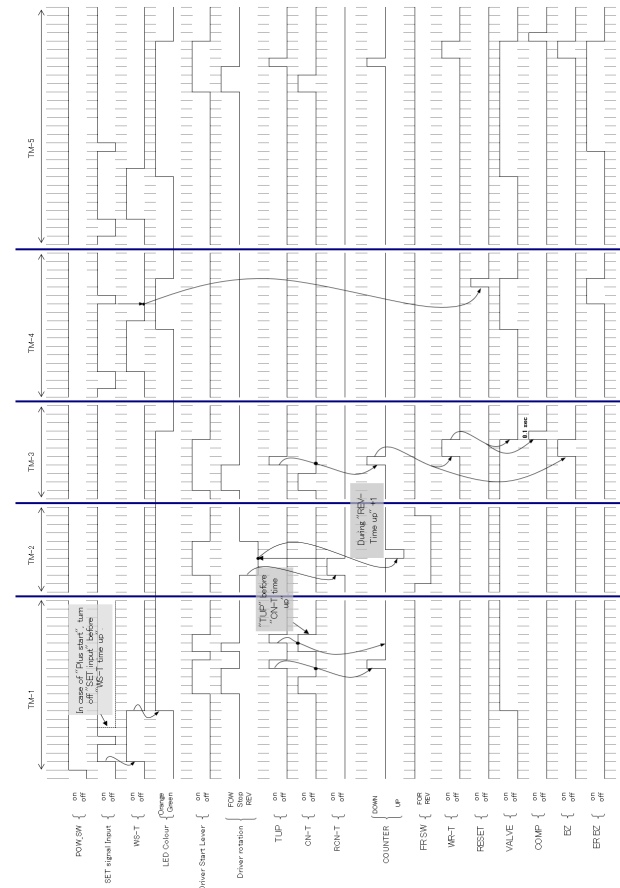 TM-1 TM-2 TM-3 TM-4 TM-5
POW_SW { on
off
SET signal Input { on
off
In case of "Plus start", turn
off "SET input" before
"WS-T time up".
WS-T { on
off
LED Colour { Orange
Green
Driver Start Lever { on
off
Driver rotation { FOW
Stop
REV
"TUP" before
"ON-T time
up"
TUP { on
off
ON-T { on
off
RON-T { on
off
During "REV-
Time up" +1
COUNTER { DOWN
UP
FR SW { FOR
REV
WR-T { on
off
RESET { on
off
VALVE { on
off
0.1 sec
COMP { on
off
BZ { on
off
ER BZ { on
off